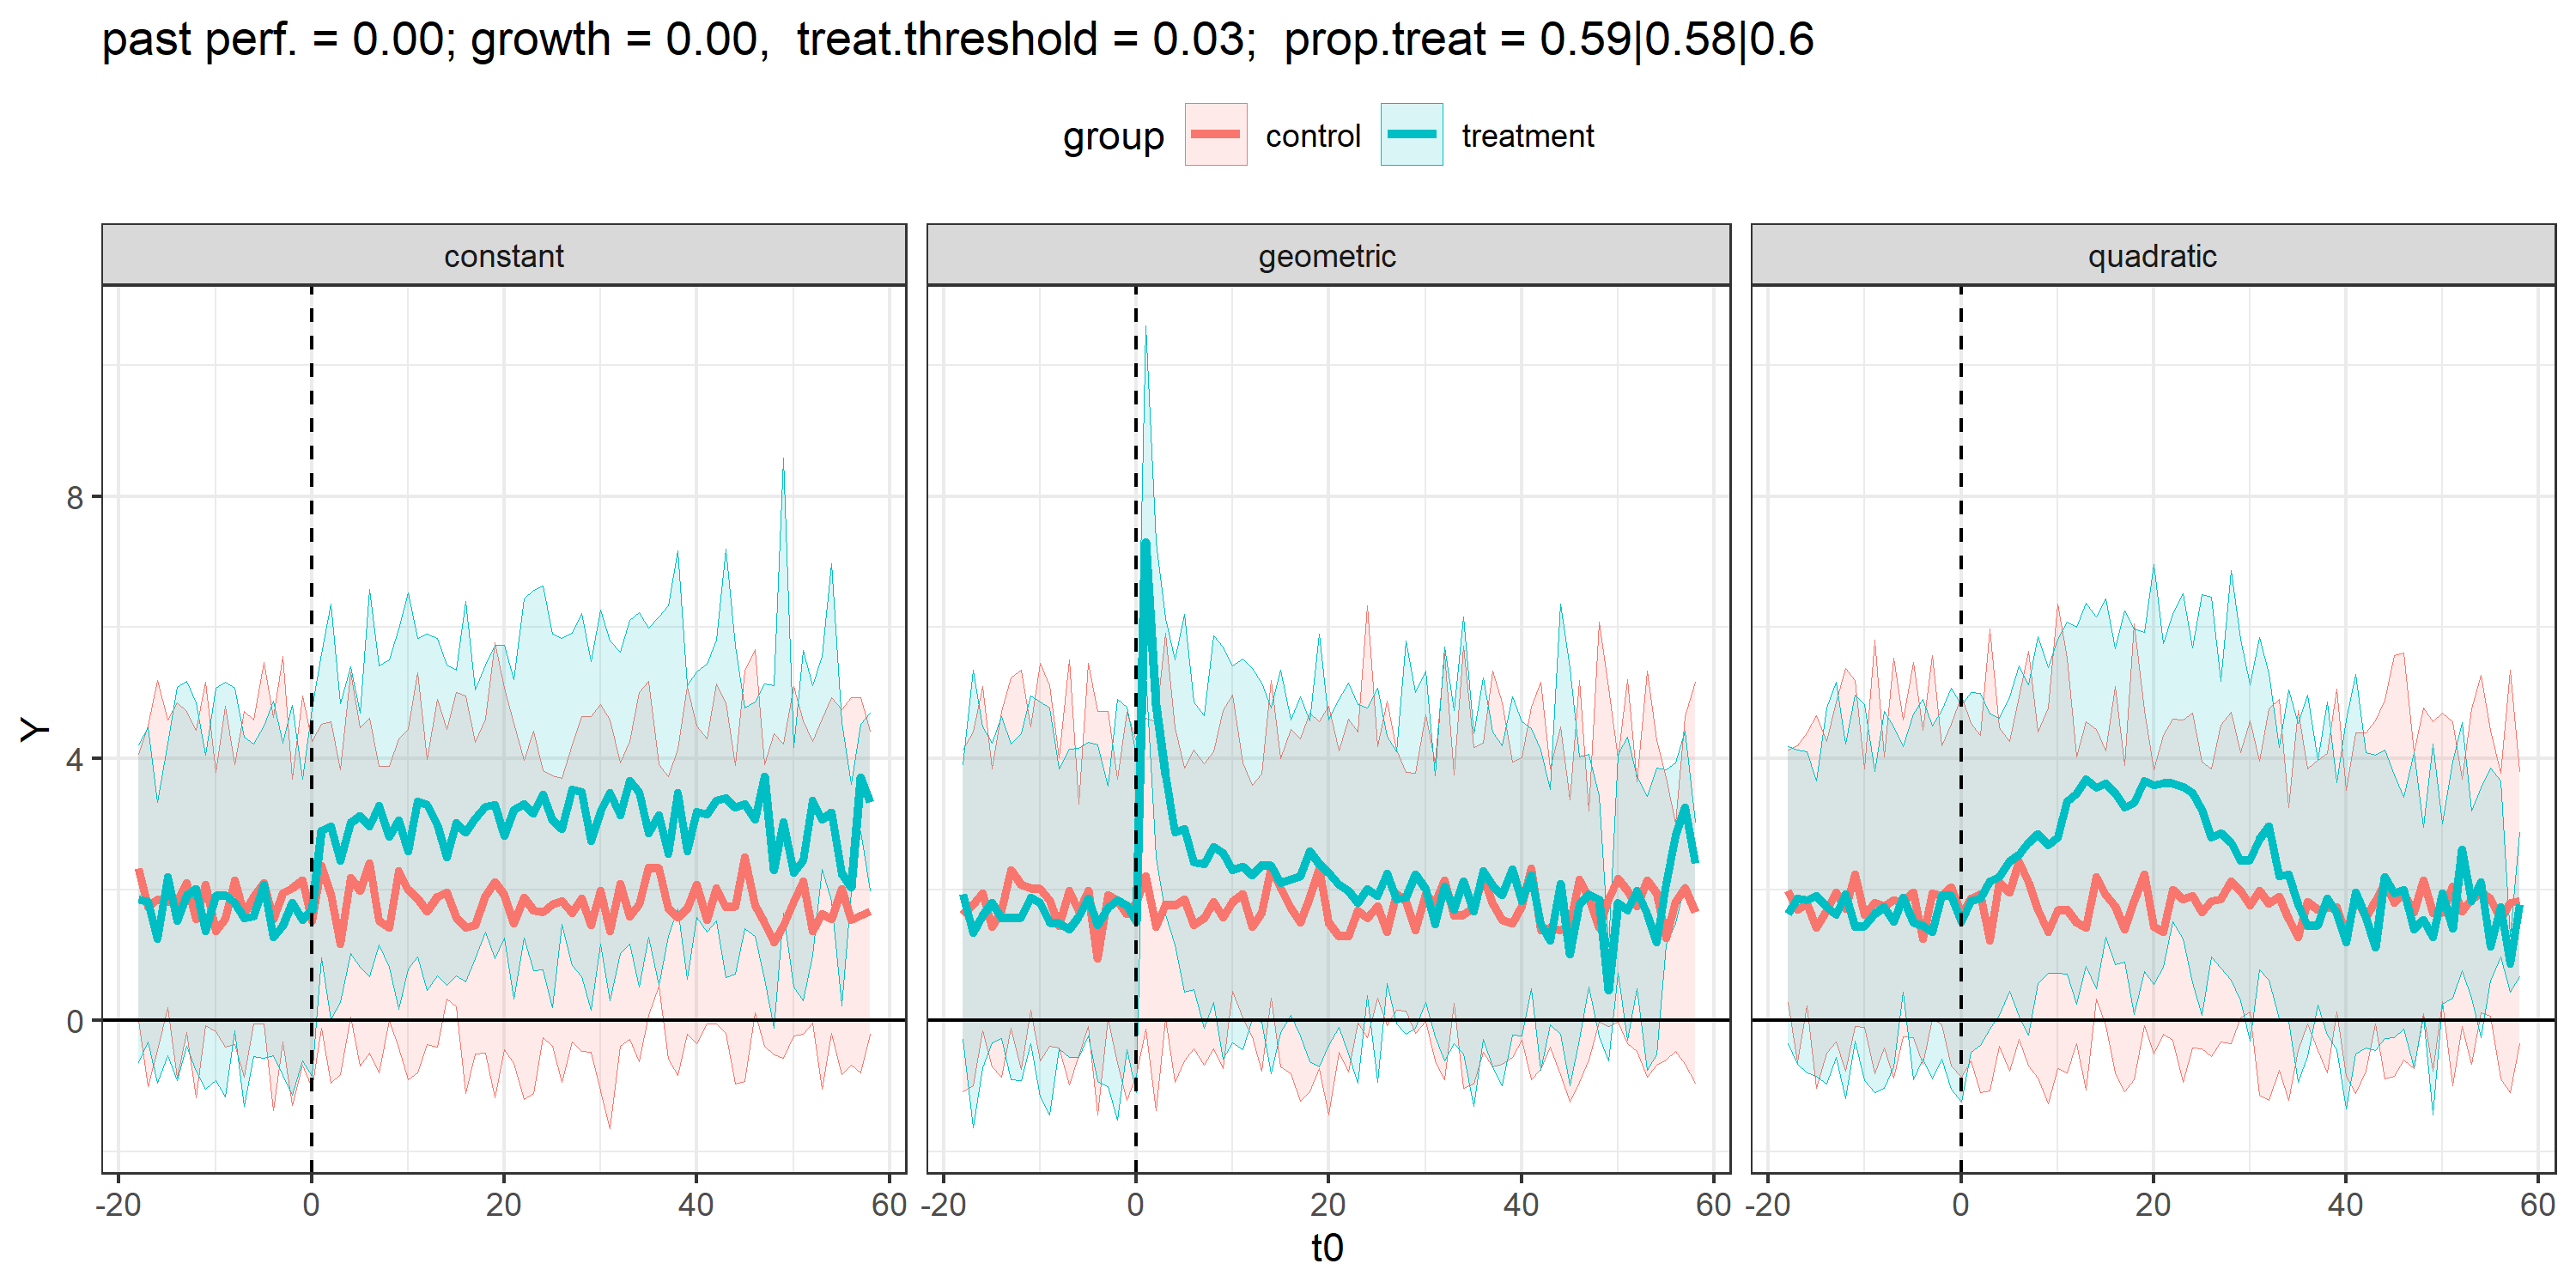 past perf. = 0.00; growth = 0.00,  treat.threshold = 0.03;  prop.treat = 0.59|0.58|0.6
group control treatment
constant geometric quadratic
8
4
0
Y
-20 0 20 40 60 -20 0 20 40 60 -20 0 20 40 60
t0